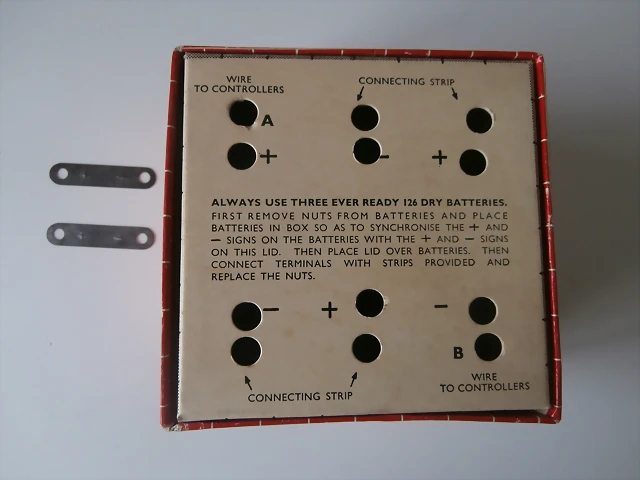 WIRE
TO CONTROLLERS
CONNECTING STRIP
A
+ - +
ALWAYS USE THREE EVER READY 126 DRY BATTERIES.
FIRST REMOVE NUTS FROM BATTERIES AND PLACE
BATTERIES IN BOX SO AS TO SYNCHRONISE THE + AND
— SIGNS ON THE BATTERIES WITH THE + AND — SIGNS
ON THIS LID. THEN PLACE LID OVER BATTERIES. THEN
CONNECT TERMINALS WITH STRIPS PROVIDED AND
REPLACE THE NUTS.
— + —
B
WIRE
TO CONTROLLERS
CONNECTING STRIP